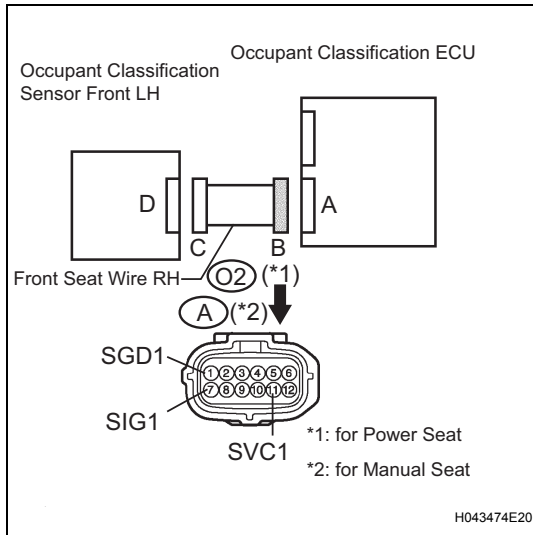 Occupant Classification ECU
Occupant Classification
Sensor Front LH
D
A
C
B
Front Seat Wire RH
O2 (*1)
A (*2)
SGD1
1 2 3 4 5 6
7 8 9 10 11 12
SIG1
SVC1
*1: for Power Seat
*2: for Manual Seat
H043474E20